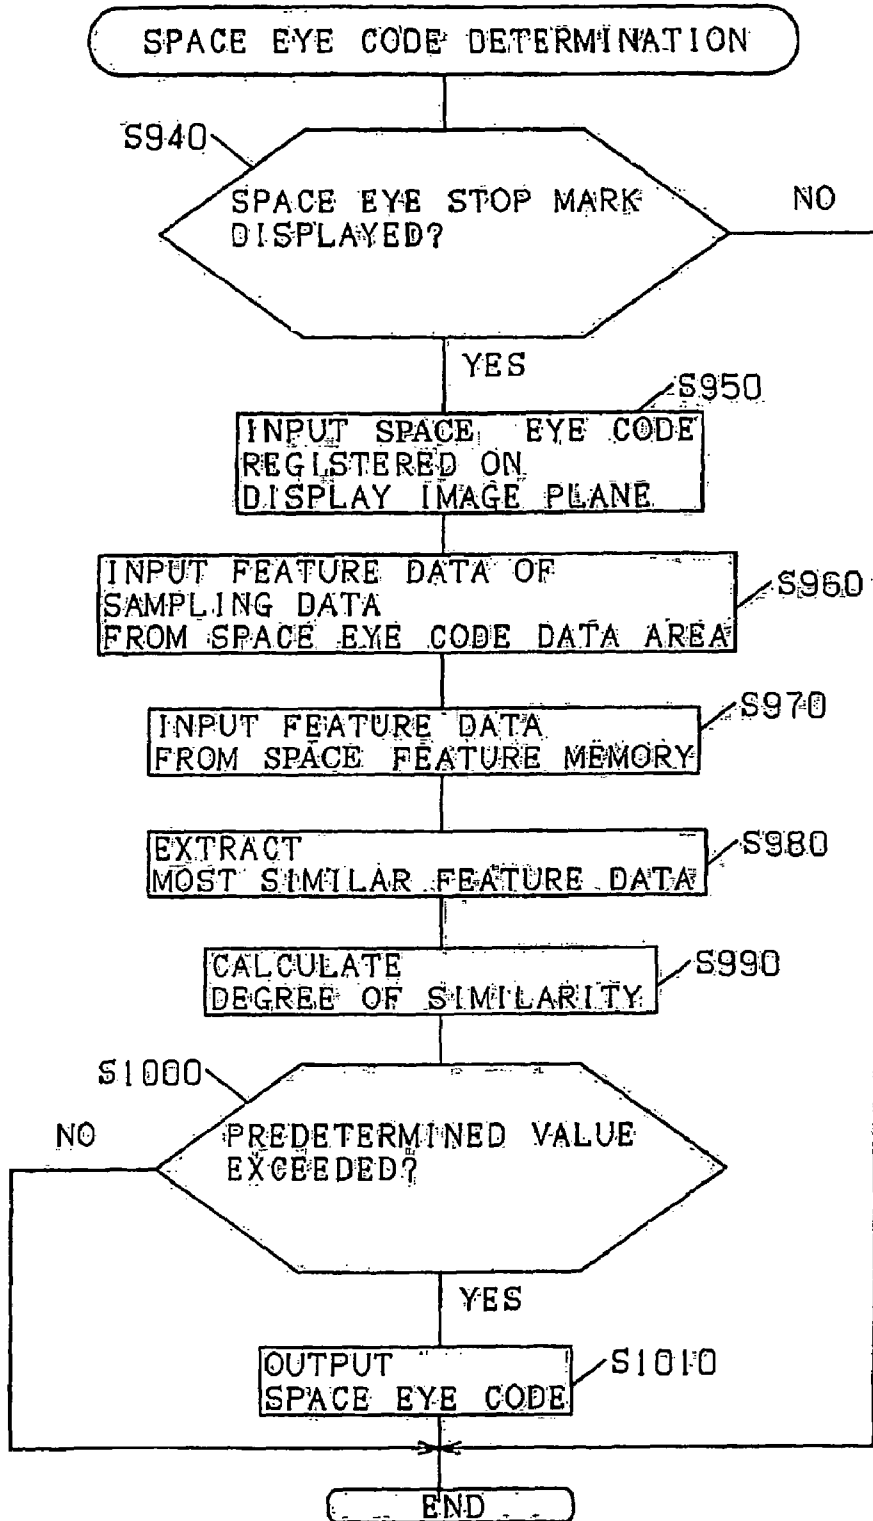 SPACE EYE CODE DETERMINATION
S940
SPACE EYE STOP MARK
DISPLAYED?
NO
YES
S950
INPUT SPACE EYE CODE
REGISTERED ON
DISPLAY IMAGE PLANE
INPUT FEATURE DATA OF
SAMPLING DATA
FROM SPACE EYE CODE DATA AREA
S960
S970
INPUT FEATURE DATA
FROM SPACE FEATURE MEMORY
EXTRACT
MOST SIMILAR FEATURE DATA
S980
CALCULATE
DEGREE OF SIMILARITY
S990
S1000
NO
PREDETERMINED VALUE
EXCEEDED?
YES
OUTPUT
SPACE EYE CODE
S1010
END